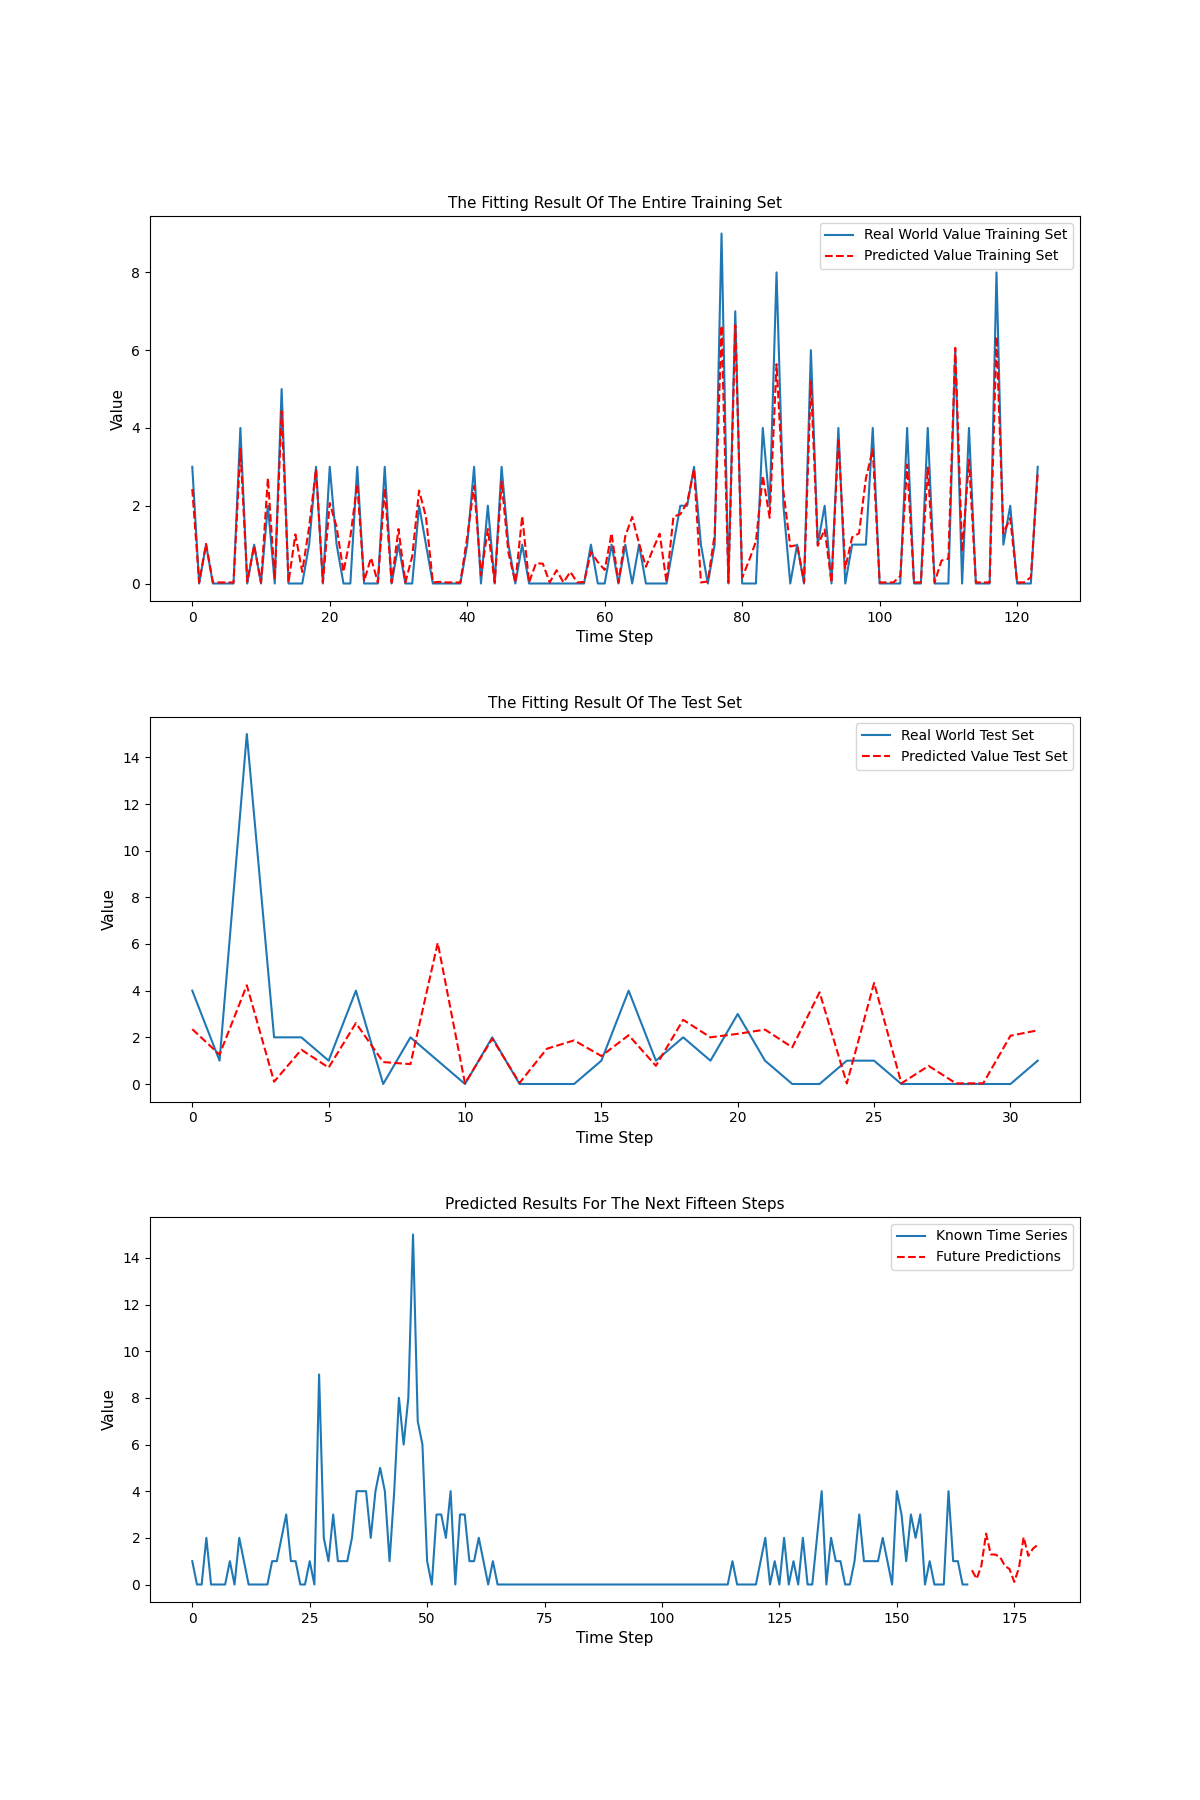 The Fitting Result Of The Entire Training Set
Real World Value Training Set
Predicted Value Training Set
Value
8
6
4
2
0
0 20 40 60 80 100 120
Time Step
The Fitting Result Of The Test Set
Real World Test Set
Predicted Value Test Set
Value
14
12
10
8
6
4
2
0
0 5 10 15 20 25 30
Time Step
Predicted Results For The Next Fifteen Steps
Known Time Series
Future Predictions
Value
14
12
10
8
6
4
2
0
0 25 50 75 100 125 150 175
Time Step